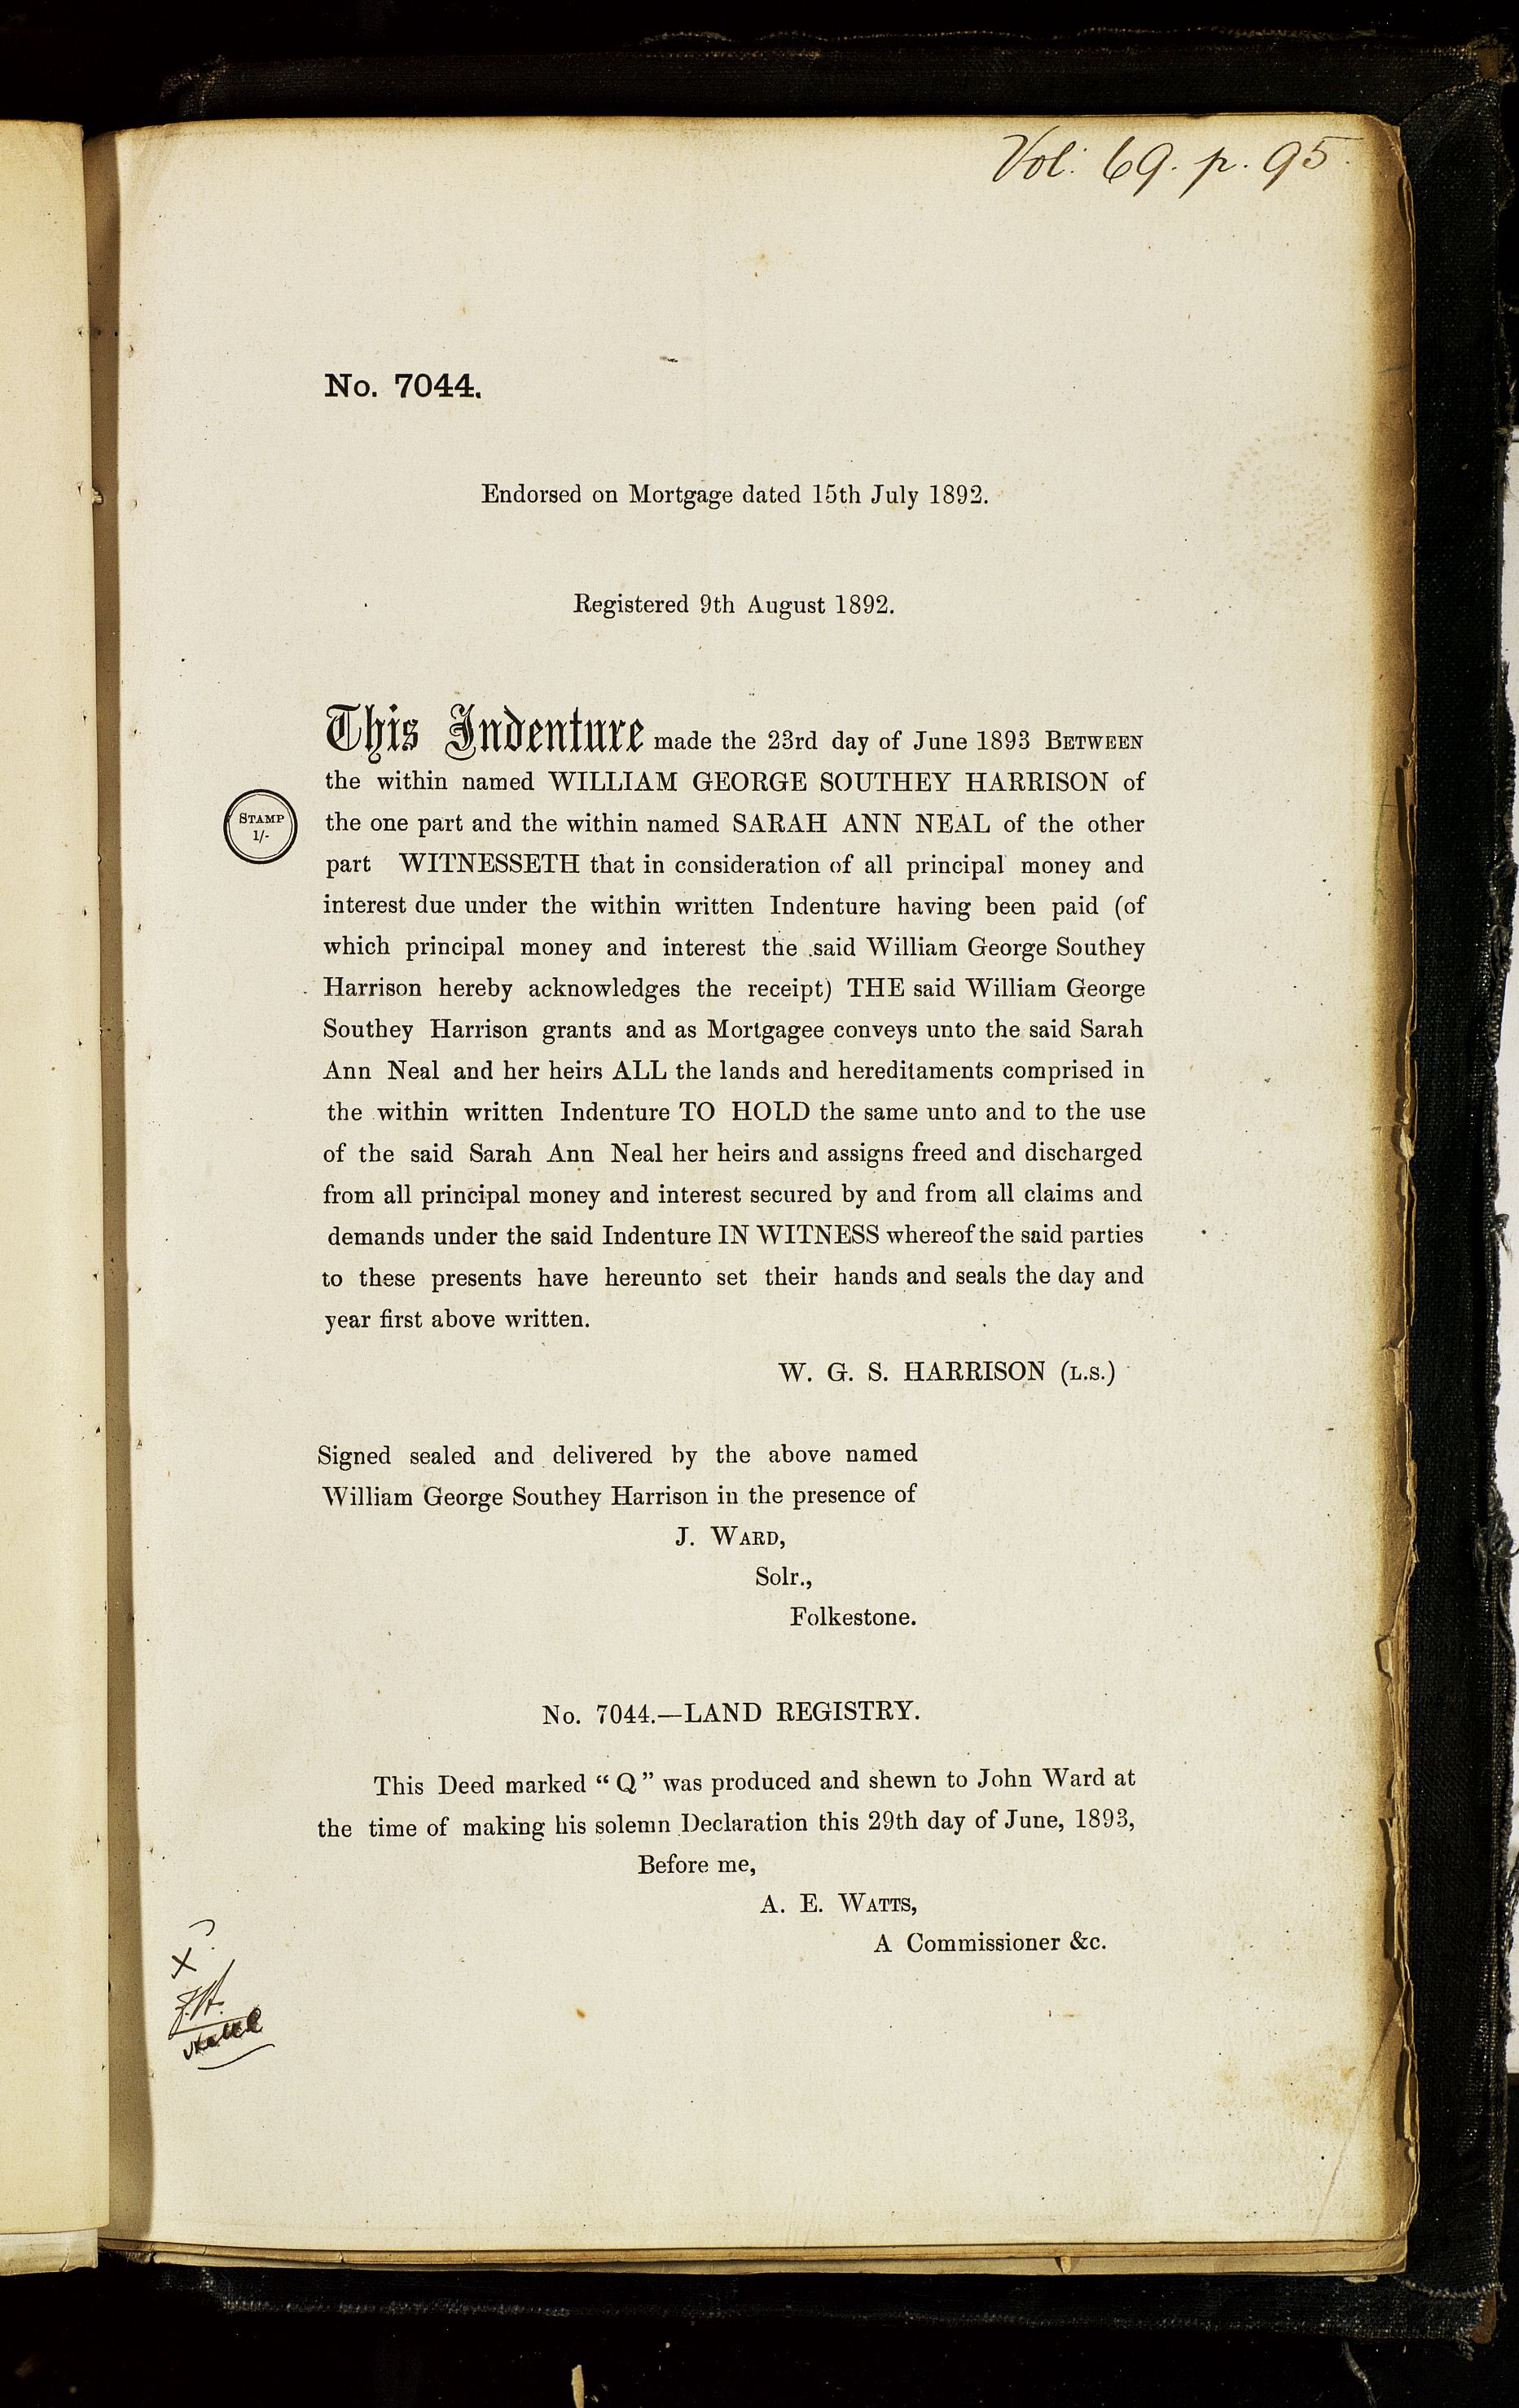 Vol: 69. p. 95.
No. 7044.
Endorsed on Mortgage dated 15th July 1892.
Registered 9th August 1892.
This Indenture made the 23rd day of June 1893 BETWEEN
the within named WILLIAM GEORGE SOUTHEY HARRISON of
STAMP
1/-
the one part and the within named SARAH ANN NEAL of the other
part WITNESSETH that in consideration of all principal money and
interest due under the within written Indenture having been paid (of
which principal money and interest the said William George Southey
Harrison hereby acknowledges the receipt) THE said William George
Southey Harrison grants and as Mortgagee conveys unto the said Sarah
Ann Neal and her heirs ALL the lands and hereditaments comprised in
the within written Indenture TO HOLD the same unto and to the use
of the said Sarah Ann Neal her heirs and assigns freed and discharged
from all principal money and interest secured by and from all claims and
demands under the said Indenture IN WITNESS whereof the said parties
to these presents have hereunto set their hands and seals the day and
year first above written.
W. G. S. HARRISON (L.S.)
Signed sealed and delivered by the above named
William George Southey Harrison in the presence of
J. WARD,
Solr.,
Folkestone.
No. 7044.—LAND REGISTRY.
This Deed marked “Q” was produced and shewn to John Ward at
the time of making his solemn Declaration this 29th day of June, 1893,
Before me,
A. E. WATTS,
A Commissioner &c.
X